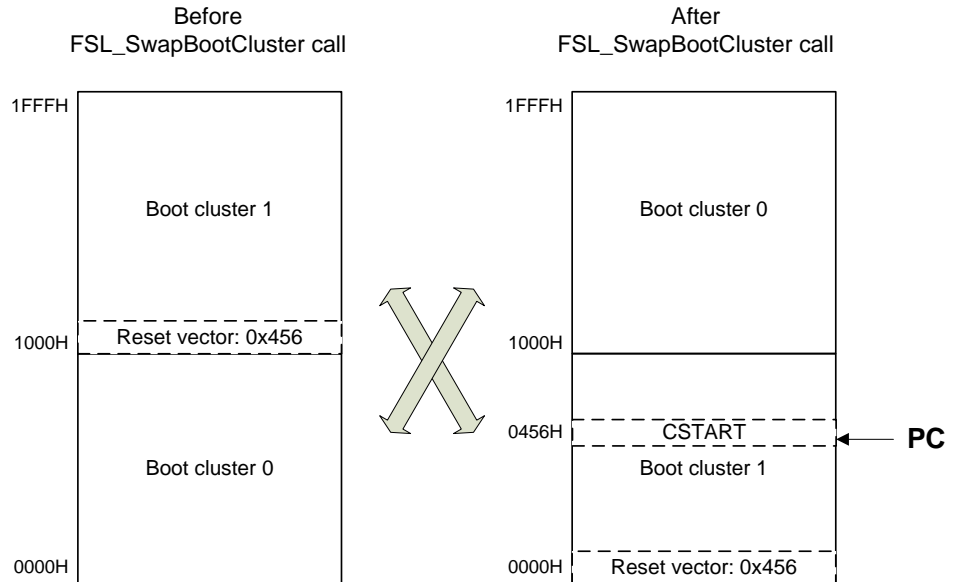 Before
FSL_SwapBootCluster call
1FFFH
Boot cluster 1
1000H
Reset vector: 0x456
Boot cluster 0
0000H
After
FSL_SwapBootCluster call
1FFFH
Boot cluster 0
1000H
0456H
CSTART
PC
Boot cluster 1
0000H
Reset vector: 0x456